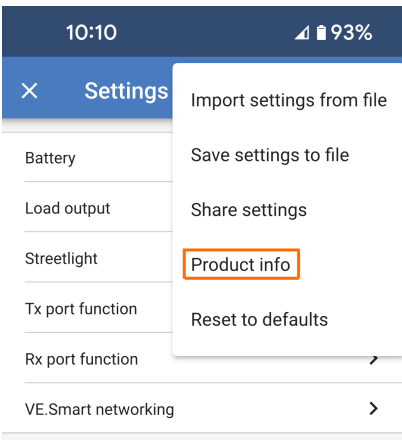 10:10 93%
Settings
Import settings from file
Save settings to file
Share settings
Product info
Reset to defaults
Battery
Load output
Streetlight
Tx port function
Rx port function
VE.Smart networking